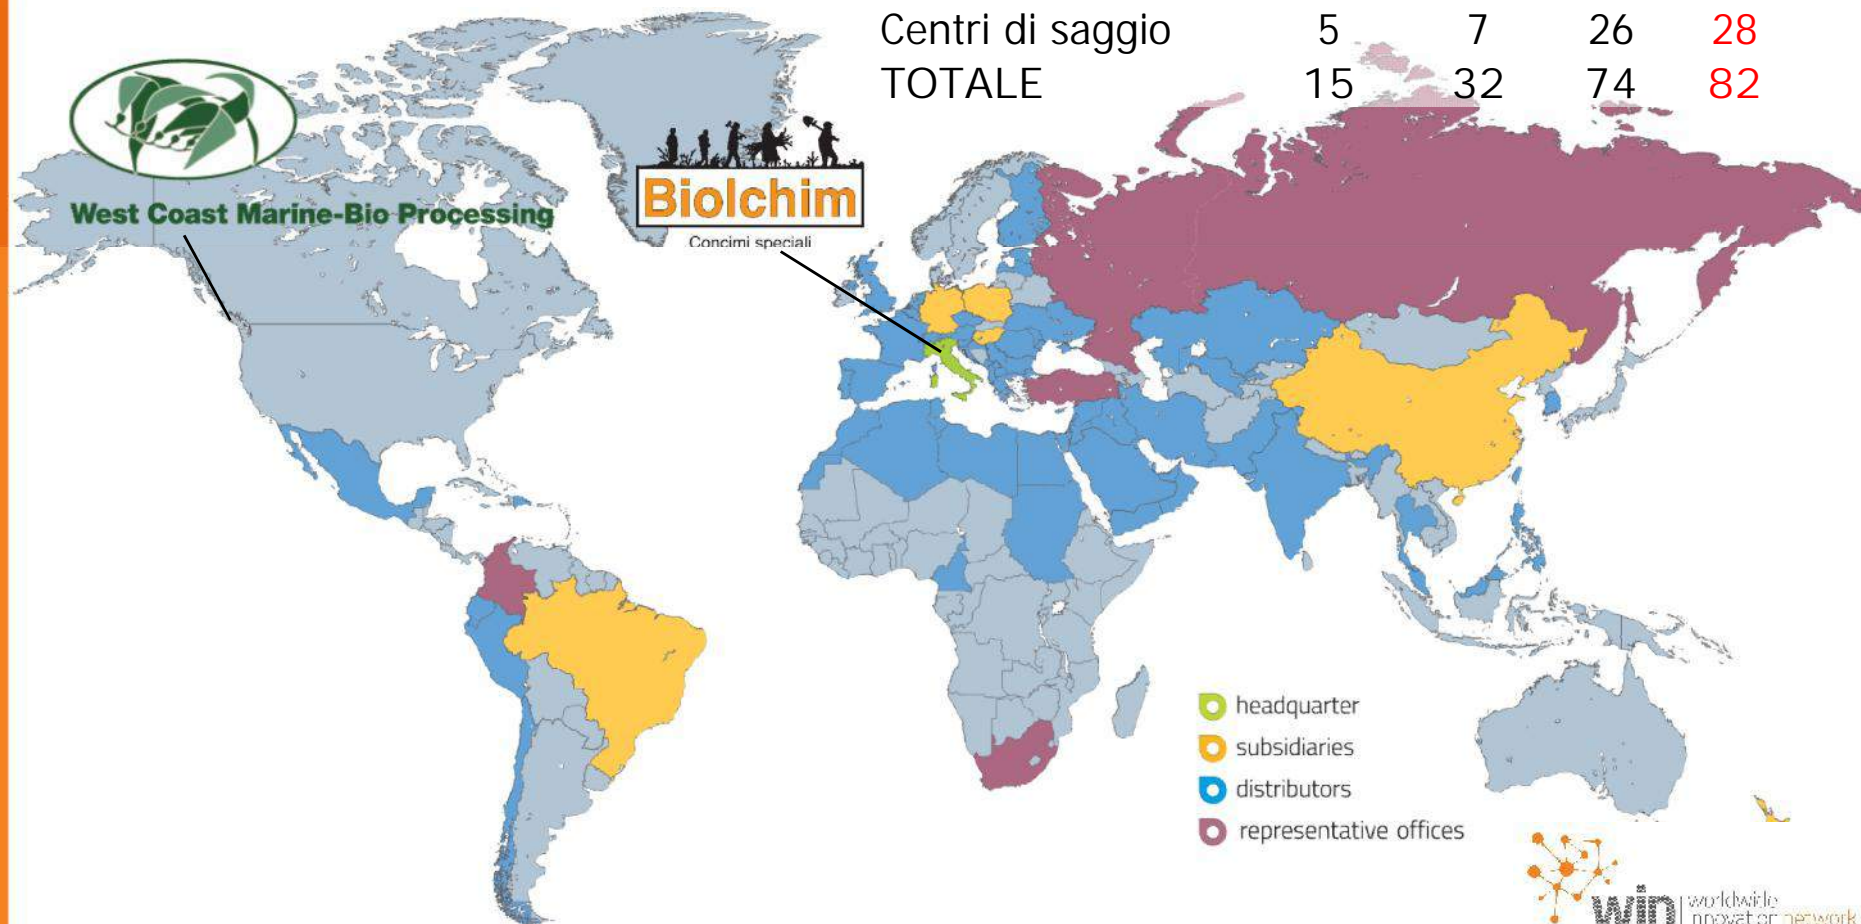 Centri di saggio 5 7 26 28
TOTALE 15 32 74 82
West Coast Marine-Bio Processing
Biolchim
Concimi speciali
headquarter
subsidiaries
distributors
representative offices
win worldwide
innovation network